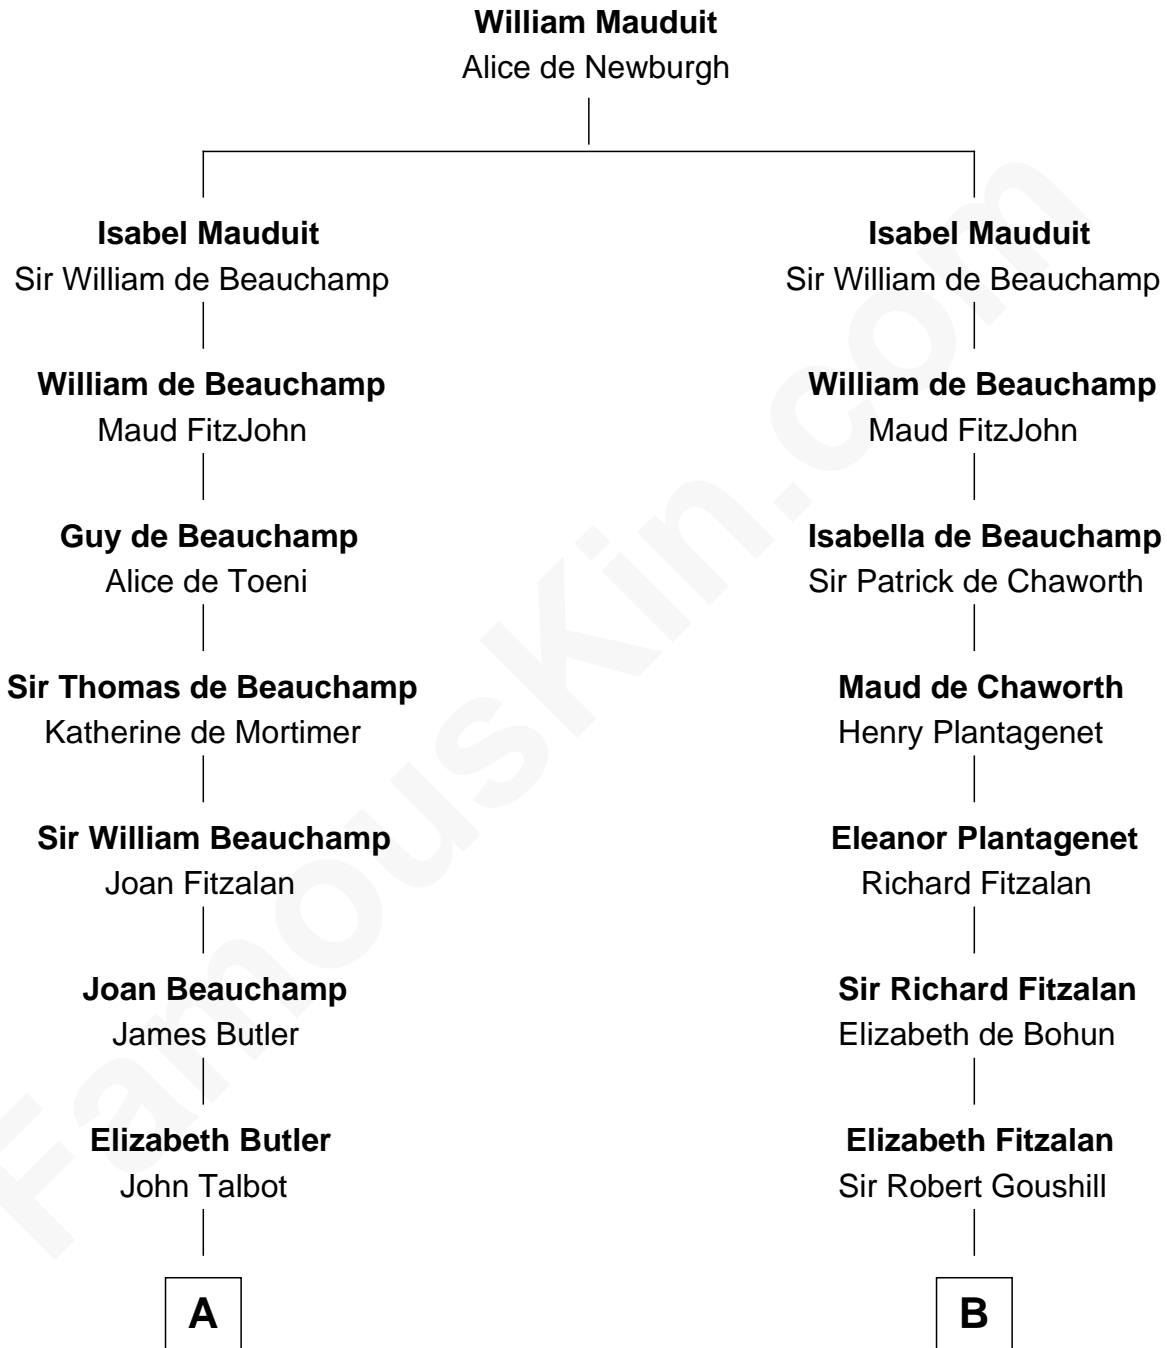 William Mauduit
Alice de Newburgh
Isabel Mauduit
Sir William de Beauchamp
Isabel Mauduit
Sir William de Beauchamp
William de Beauchamp
Maud FitzJohn
William de Beauchamp
Maud FitzJohn
Guy de Beauchamp
Alice de Toeni
Isabella de Beauchamp
Sir Patrick de Chaworth
Sir Thomas de Beauchamp
Katherine de Mortimer
Maud de Chaworth
Henry Plantagenet
Sir William Beauchamp
Joan Fitzalan
Eleanor Plantagenet
Richard Fitzalan
Joan Beauchamp
James Butler
Sir Richard Fitzalan
Elizabeth de Bohun
Elizabeth Butler
John Talbot
Elizabeth Fitzalan
Sir Robert Goushill
A
B
FamousKin.com